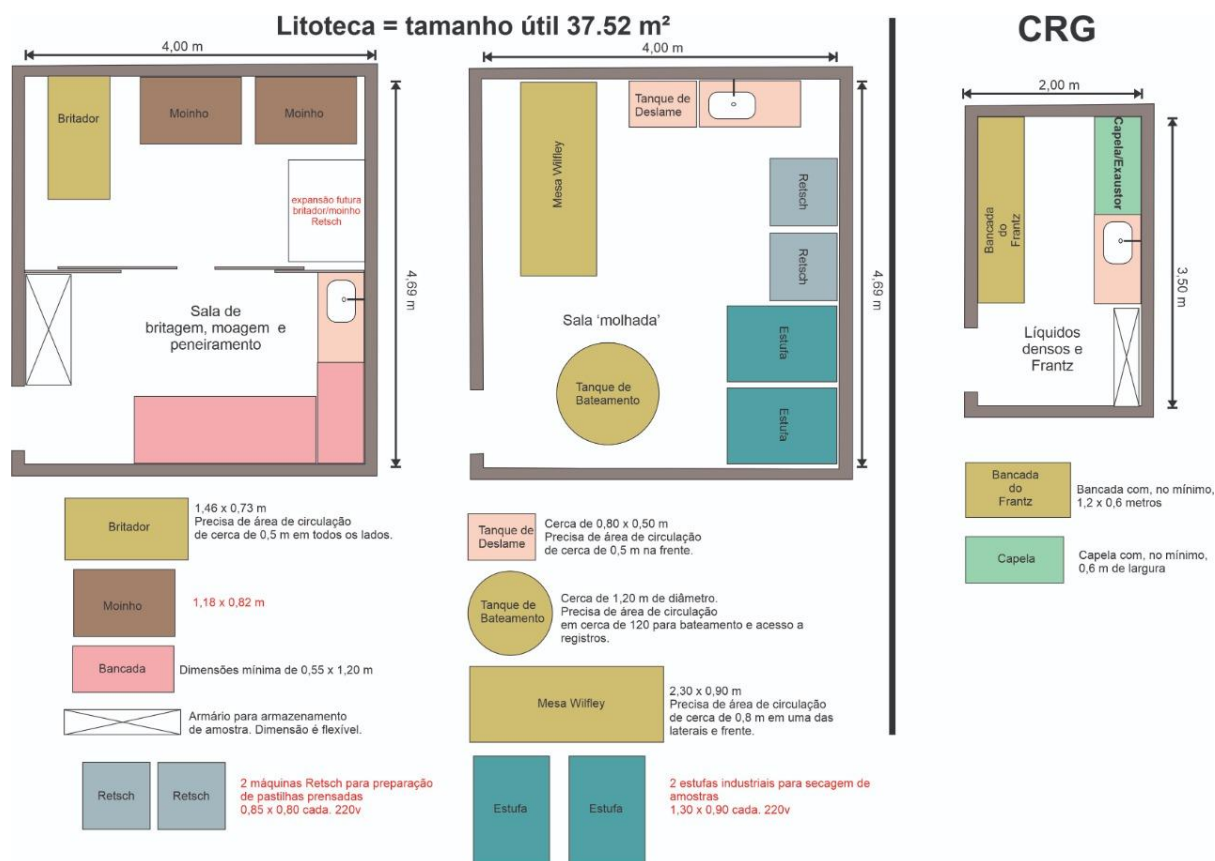 Litoteca = tamanho útil 37.52 m²
CRG
4,00 m
Britador
Moinho
Moinho
expansão futura
britador/moinho
Retsch
4,69 m
Sala de
britagem, moagem e
peneiramento
4,00 m
Tanque de
Deslame
Mesa Wilfley
Retsch
Retsch
4,69 m
Sala ‘molhada’
Estufa
Tanque de
Bateamento
Estufa
2,00 m
Capela/Exaustor
Bancada
do
Frantz
3,50 m
Líquidos
densos e
Frantz
Britador
1,46 x 0,73 m
Precisa de área de circulação
de cerca de 0,5 m em todos os lados.
Moinho
1,18 x 0,82 m
Bancada
Dimensões mínima de 0,55 x 1,20 m
Armário para armazenamento
de amostra. Dimensão é flexível.
Retsch
Retsch
2 máquinas Retsch para preparação
de pastilhas prensadas
0,85 x 0,80 cada. 220v
Tanque de
Deslame
Cerca de 0,80 x 0,50 m
Precisa de área de circulação
de cerca de 0,5 m na frente.
Tanque de
Bateamento
Cerca de 1,20 m de diâmetro.
Precisa de área de circulação
em cerca de 120 para bateamento e acesso a
registros.
Mesa Wilfley
2,30 x 0,90 m
Precisa de área de circulação
de cerca de 0,8 m em uma das
laterais e frente.
Estufa
Estufa
2 estufas industriais para secagem de
amostras
1,30 x 0,90 cada. 220v
Bancada
do
Frantz
Bancada com, no mínimo,
1,2 x 0,6 metros
Capela
Capela com, no mínimo,
0,6 m de largura